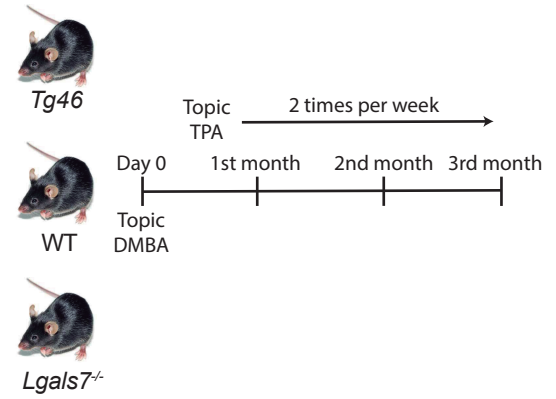 Tg46
Topic
TPA
2 times per week
Day 0
1st month
2nd month
3rd month
Topic
DMBA
WT
Lgals7-/-